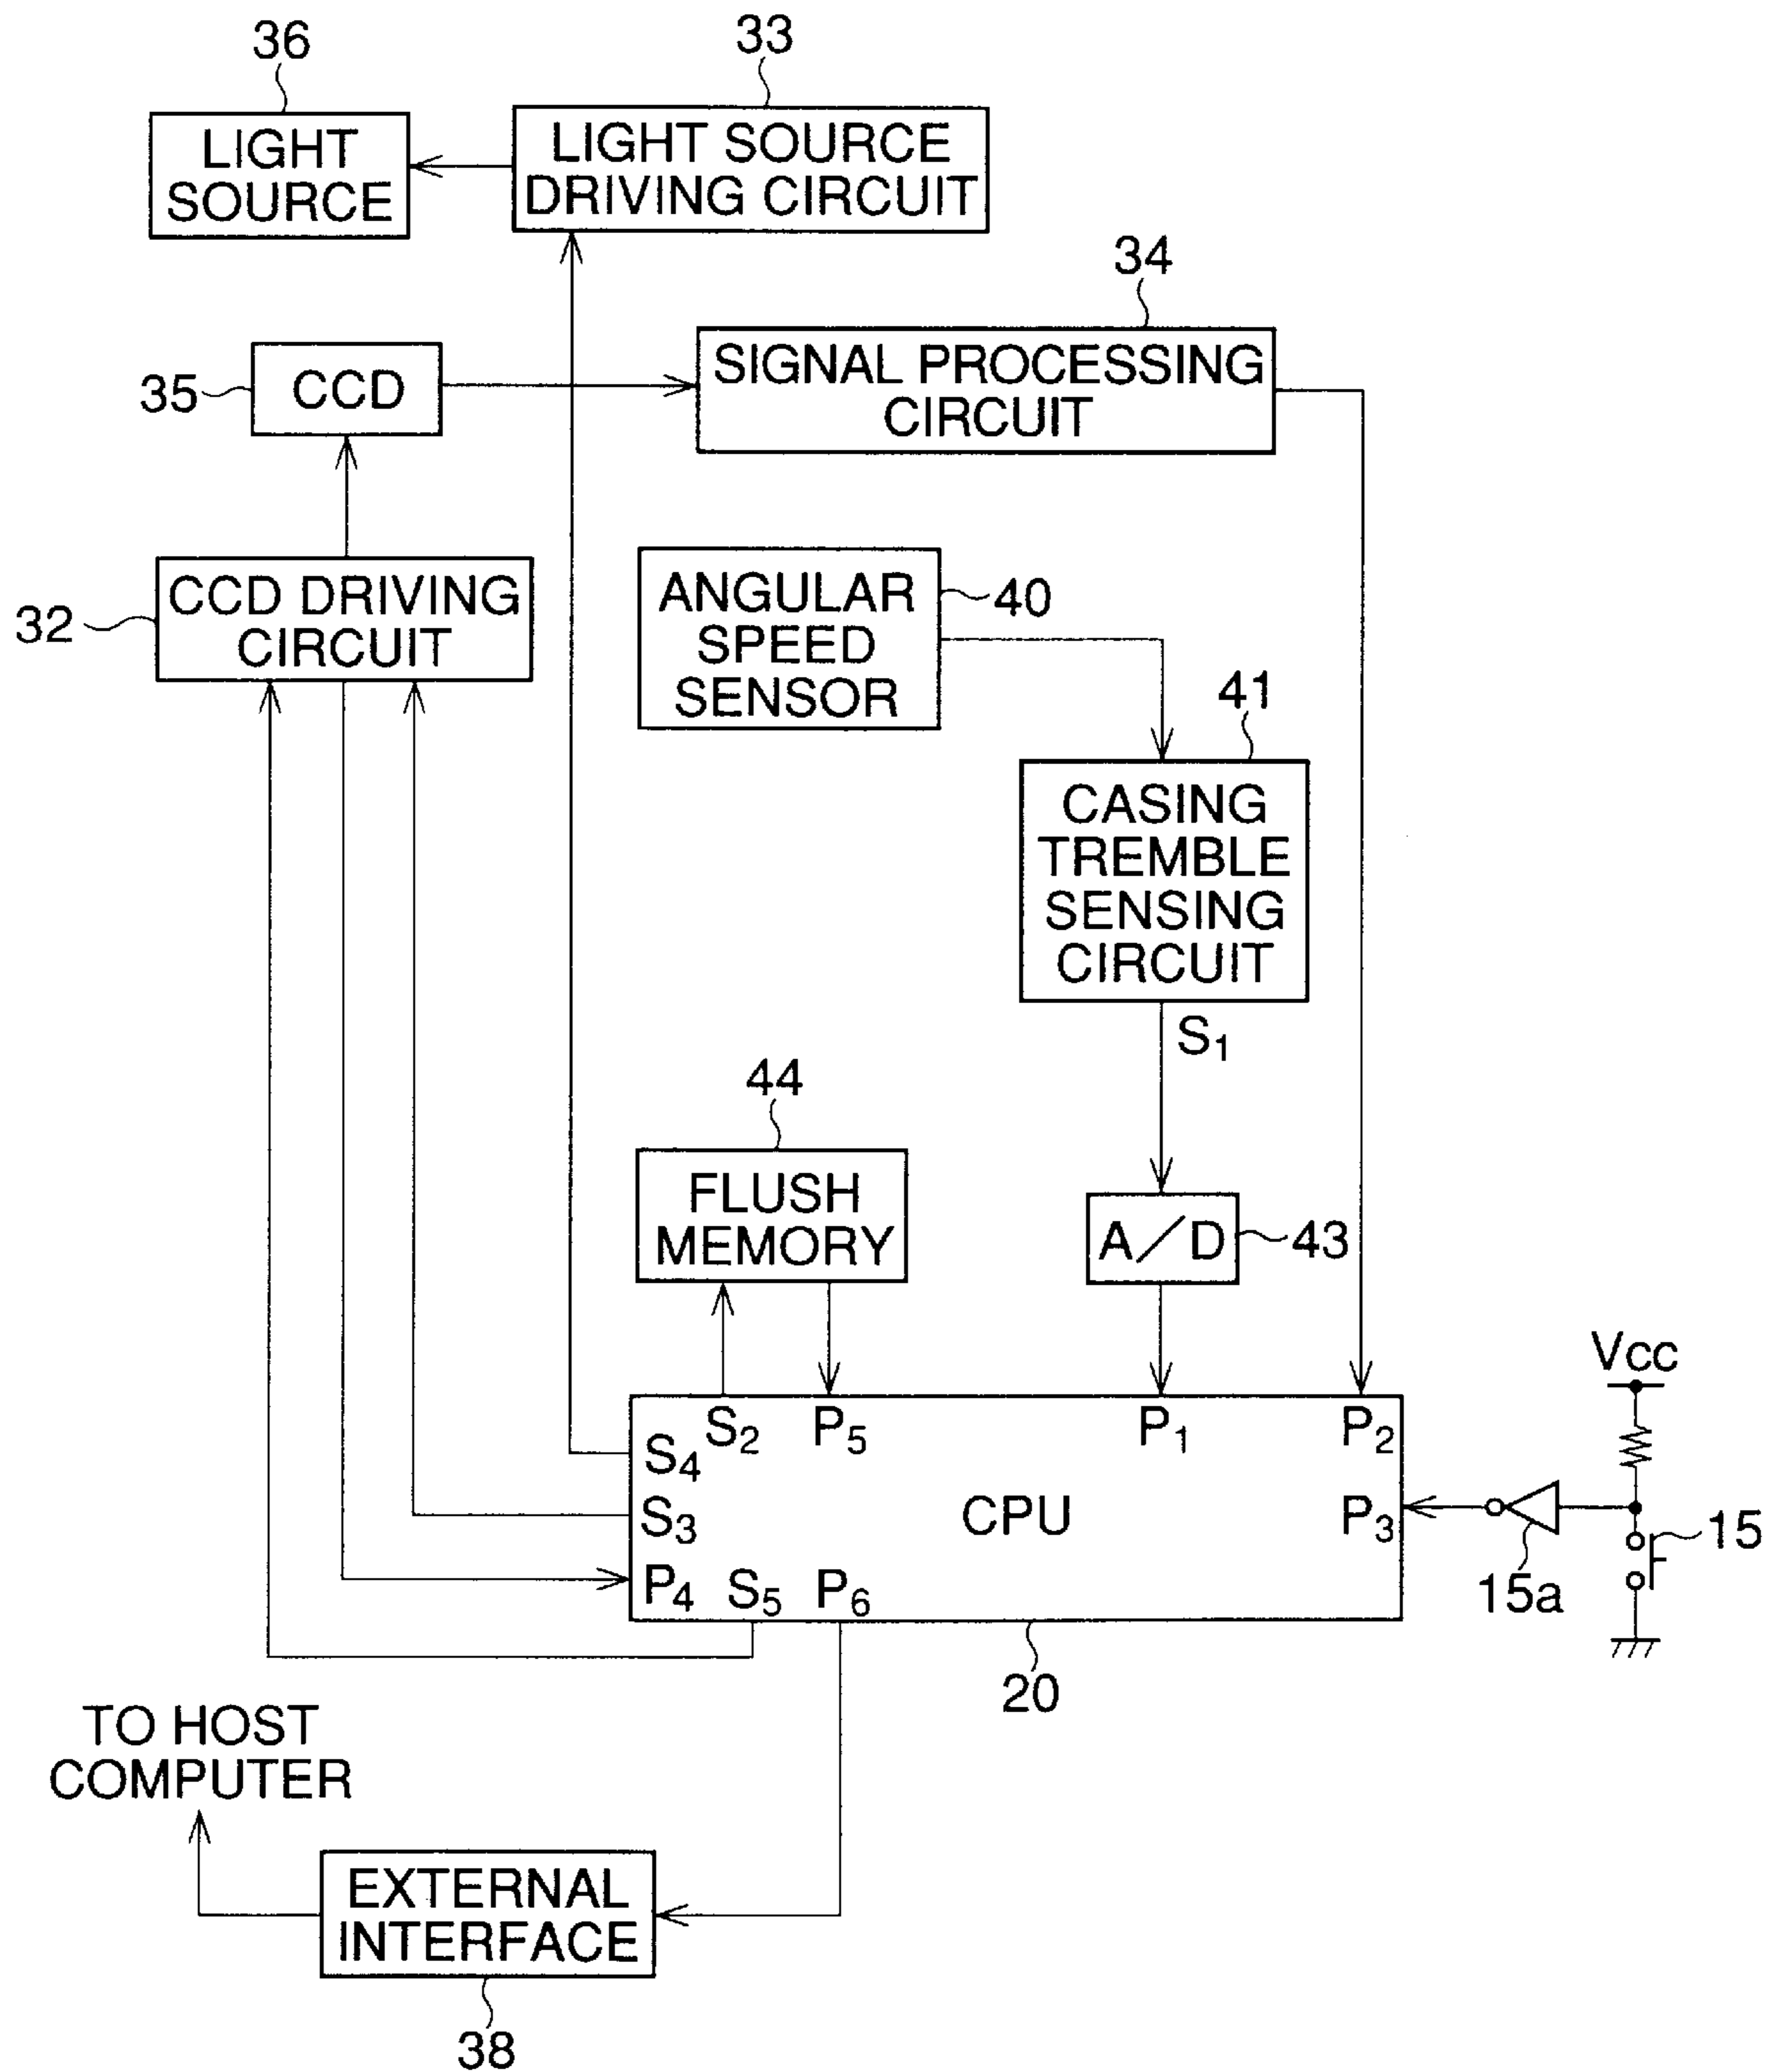 36
33
LIGHT
SOURCE
LIGHT SOURCE
DRIVING CIRCUIT
34
35
CCD
SIGNAL PROCESSING
CIRCUIT
32
CCD DRIVING
CIRCUIT
ANGULAR
SPEED
SENSOR
40
41
CASING
TREMBLE
SENSING
CIRCUIT
S1
44
FLUSH
MEMORY
A/D
43
Vcc
S2
P5
P1
P2
S4
S3
CPU
P3
P4
S5
P6
15
15a
20
TO HOST
COMPUTER
EXTERNAL
INTERFACE
38